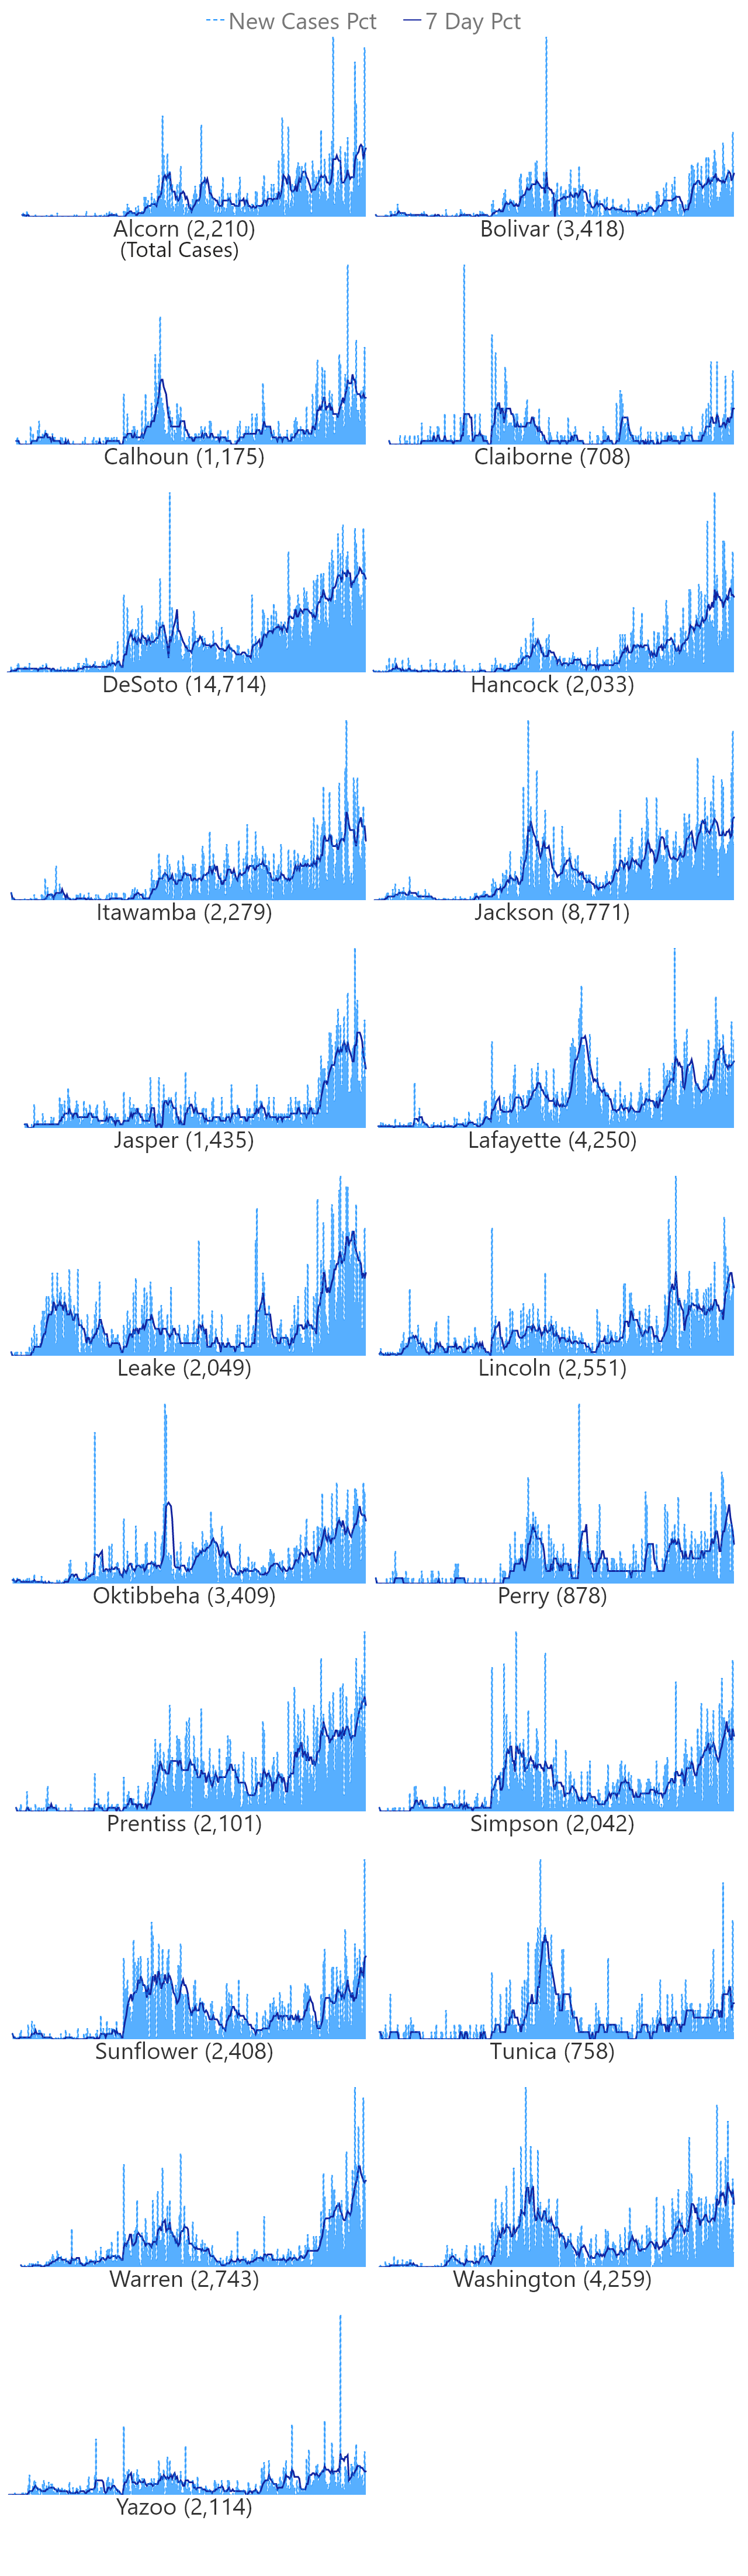 New Cases Pct 7 Day Pct
Alcorn (2,210)
(Total Cases)
Bolivar (3,418)
Calhoun (1,175)
Claiborne (708)
DeSoto (14,714)
Hancock (2,033)
Itawamba (2,279)
Jackson (8,771)
Jasper (1,435)
Lafayette (4,250)
Leake (2,049)
Lincoln (2,551)
Oktibbeha (3,409)
Perry (878)
Prentiss (2,101)
Simpson (2,042)
Sunflower (2,408)
Tunica (758)
Warren (2,743)
Washington (4,259)
Yazoo (2,114)